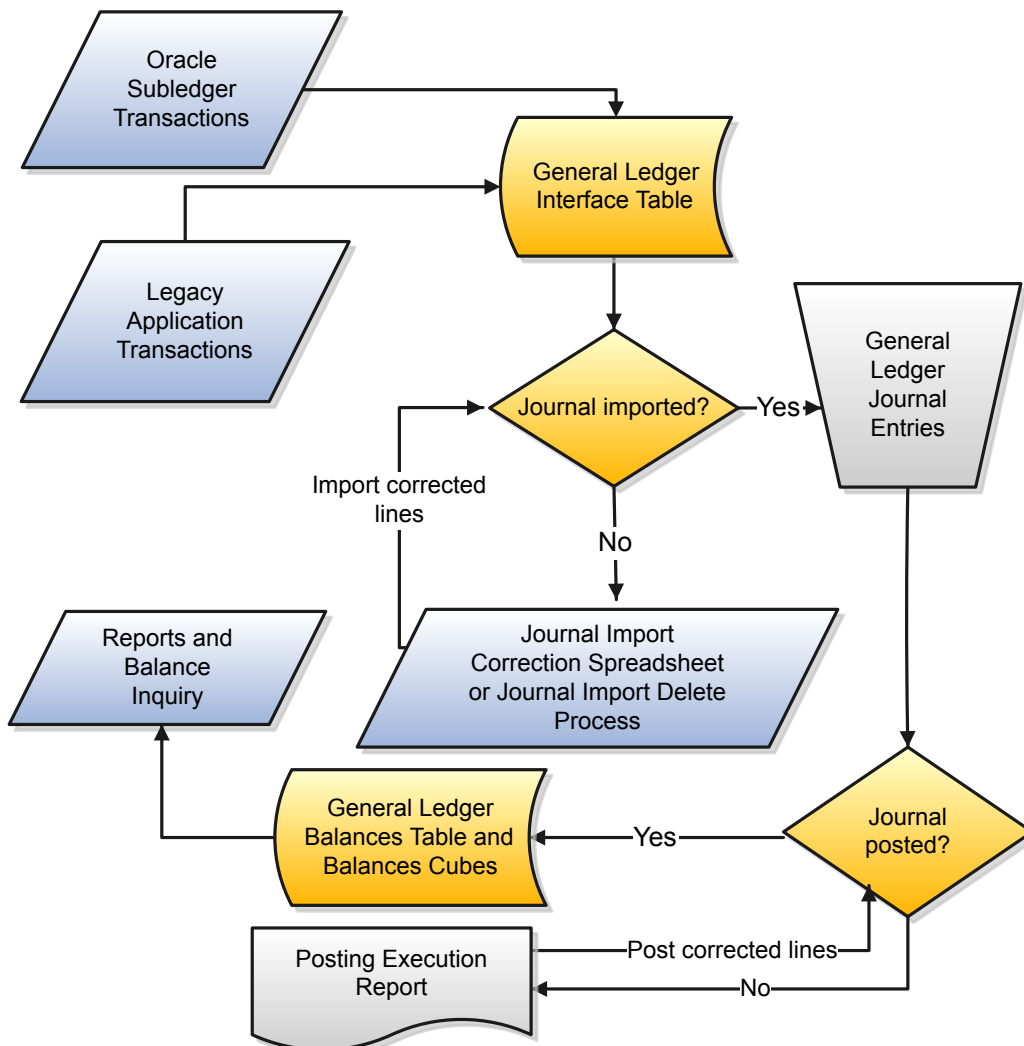 Oracle
Subledger
Transactions
General Ledger
Interface Table
Legacy
Application
Transactions
General
Ledger
Journal
Entries
Journal imported?
Yes
Import corrected
lines
No
Journal Import
Correction Spreadsheet
or Journal Import Delete
Process
Reports and
Balance
Inquiry
General Ledger
Balances Table and
Balances Cubes
Yes
Journal
posted?
Posting Execution
Report
Post corrected lines
No